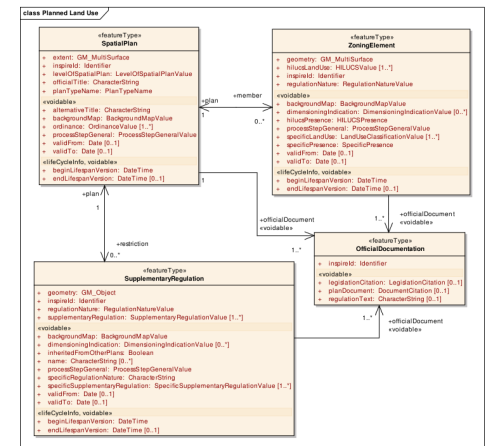 class Planned Land Use
«featureType»
SpatialPlan
+ extent: GM_MultiSurface
+ inspireId: Identifier
+ levelOfSpatialPlan: LevelOfSpatialPlanValue
+ officialTitle: CharacterString
+ planTypeName: PlanTypeName
«voidable»
+ alternativeTitle: CharacterString
+ backgroundMap: BackgroundMapValue
+ ordinance: OrdinanceValue [1..*]
+ processStepGeneral: ProcessStepGeneralValue
+ validFrom: Date [0..1]
+ validTo: Date [0..1]
«lifeCycleInfo, voidable»
+ beginLifespanVersion: DateTime
+ endLifespanVersion: DateTime [0..1]
«featureType»
ZoningElement
+ geometry: GM_MultiSurface
+ hilucsLandUse: HILUCSValue [1..*]
+ inspireId: Identifier
+ regulationNature: RegulationNatureValue
«voidable»
+ backgroundMap: BackgroundMapValue
+ dimensioningIndication: DimensioningIndicationValue [0..*]
+ hilucsPresence: HILUCSPresence
+ processStepGeneral: ProcessStepGeneralValue
+ specificLandUse: LandUseClassificationValue [1..*]
+ specificPresence: SpecificPresence
+ validFrom: Date [0..1]
+ validTo: Date [0..1]
«lifeCycleInfo, voidable»
+ beginLifespanVersion: DateTime
+ endLifespanVersion: DateTime [0..1]
+member
+plan
1
0..*
+plan
1
1
+officialDocument
«voidable»
1..*
1..*
+officialDocument
«voidable»
+restriction
0..*
«featureType»
OfficialDocumentation
+ inspireId: Identifier
«voidable»
+ legislationCitation: LegislationCitation [0..1]
+ planDocument: DocumentCitation [0..1]
+ regulationText: CharacterString [0..1]
1..*
+officialDocument
«voidable»
«featureType»
SupplementaryRegulation
+ geometry: GM_Object
+ inspireId: Identifier
+ regulationNature: RegulationNatureValue
+ supplementaryRegulation: SupplementaryRegulationValue [1..*]
«voidable»
+ backgroundMap: BackgroundMapValue
+ dimensioningIndication: DimensioningIndicationValue [0..*]
+ inheritedFromOtherPlans: Boolean
+ name: CharacterString [0..*]
+ processStepGeneral: ProcessStepGeneralValue
+ specificRegulationNature: CharacterString
+ specificSupplementaryRegulation: SpecificSupplementaryRegulationValue [1..*]
+ validFrom: Date [0..1]
+ validTo: Date [0..1]
«lifeCycleInfo, voidable»
+ beginLifespanVersion: DateTime
+ endLifespanVersion: DateTime [0..1]